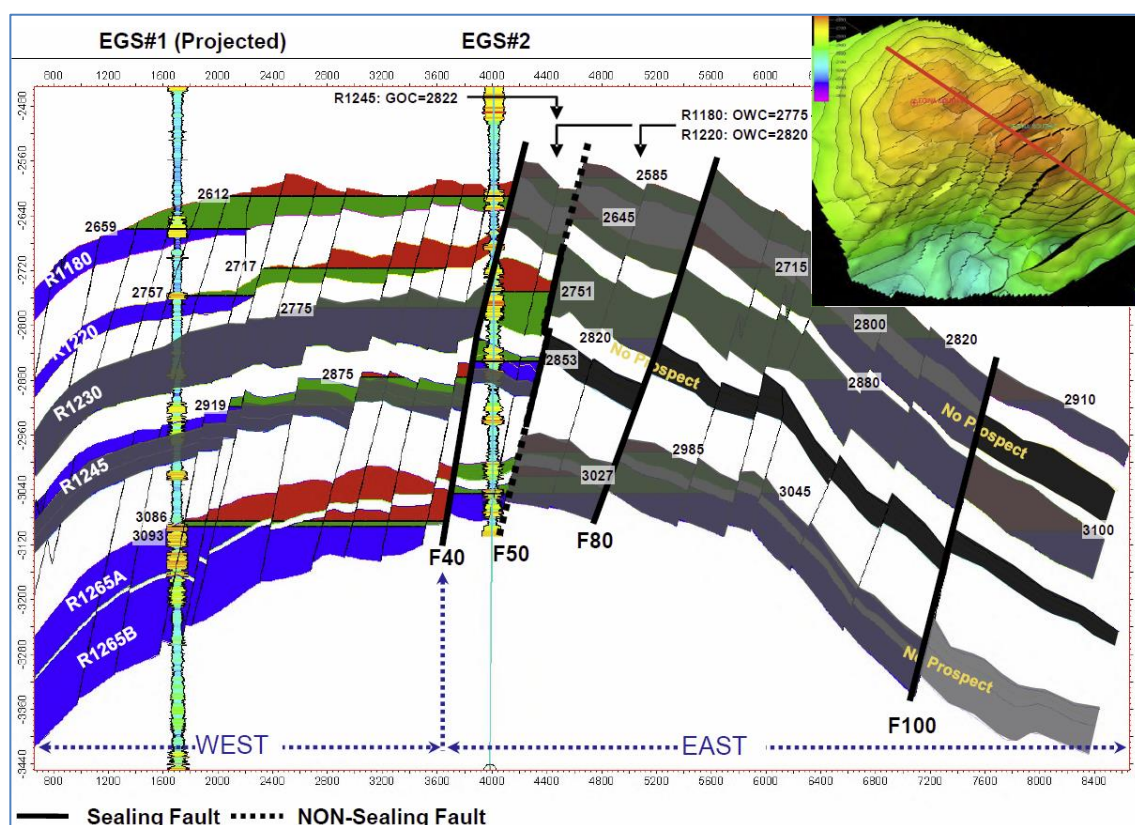 EGS#1 (Projected) EGS#2
800 1200 1600 2000 2400 2800 3200 3600 4000 4400 4800 5200 5600 6000
R1245: GOC=2822
R1180: OWC=2775
R1220: OWC=2820
-2480
-2560
-2640
-2720
-2800
-2880
-2960
-3040
-3120
-3200
-3280
-3360
-3440
2612
2585
2659
2645
R1180
2717
2715
2757
2751
R1220
2775
2820
2800
2820
No Prospect
2853
R1230
2875
2880
2910
2919
No Prospect
R1245
2985
3027
3045
3086
3093
3100
F40 F50 F80
R1265A
R1265B
No Prospect
F100
WEST EAST
800 1200 1600 2000 2400 2800 3200 3600 4000 4400 4800 5200 5600 6000 6400 6800 7200 7600 8000 8400
Sealing Fault NON-Sealing Fault